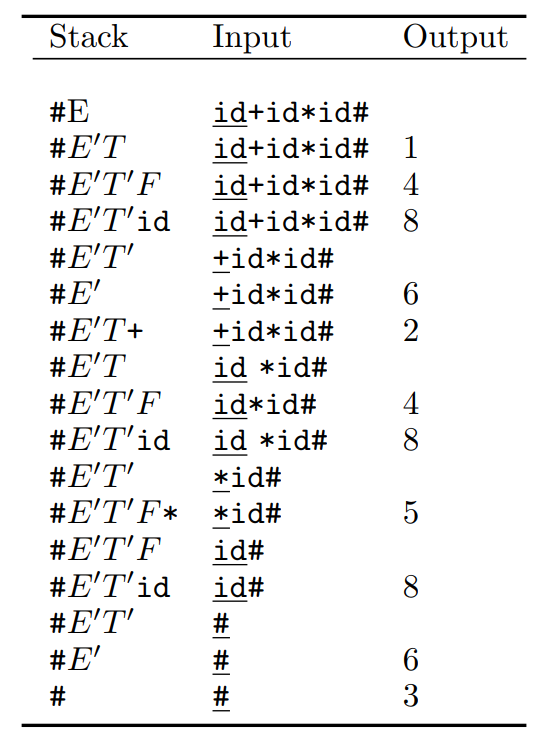 Stack Input Output
#E id+id*id#
#E′T id+id*id# 1
#E′T′F id+id*id# 4
#E′T′id id+id*id# 8
#E′T′ +id*id#
#E′ +id*id# 6
#E′T+ +id*id# 2
#E′T id *id#
#E′T′F id*id# 4
#E′T′id id *id# 8
#E′T′ *id#
#E′T′F* *id# 5
#E′T′F id#
#E′T′id id# 8
#E′T′ #
#E′ # 6
# # 3